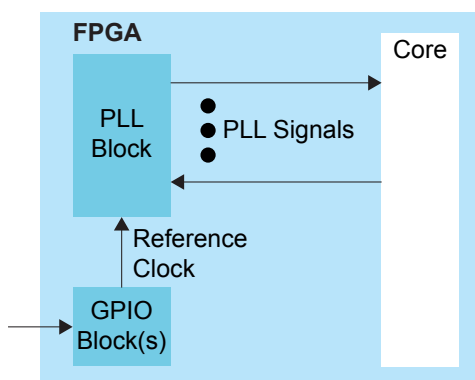 FPGA
Core
PLL
Block
PLL Signals
Reference
Clock
GPIO
Block(s)